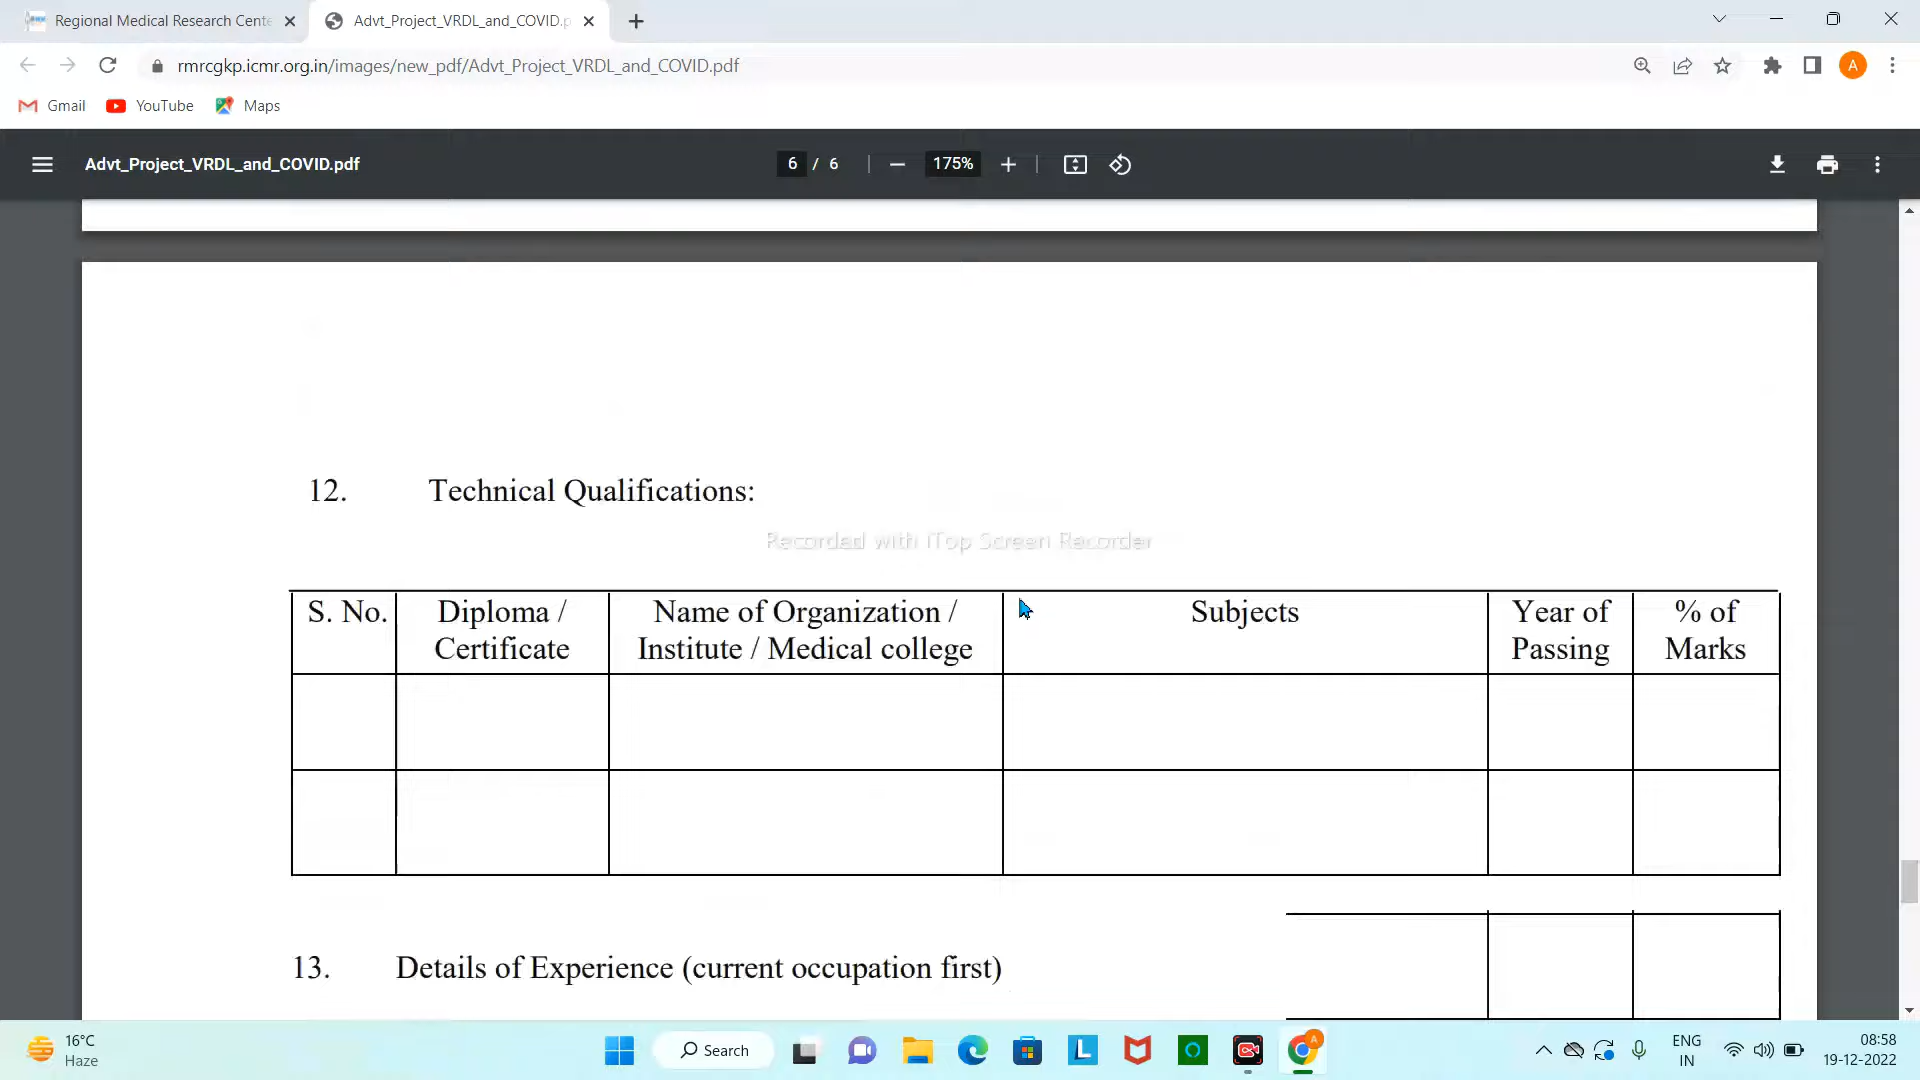 Regional Medical Research Cente
Advt_Project_VRDL_and_COVID.p
rmrcgkp.icmr.org.in/images/new_pdf/Advt_Project_VRDL_and_COVID.pdf
A
Gmail
YouTube
Maps
Advt_Project_VRDL_and_COVID.pdf
6 / 6
175%
12. Technical Qualifications:
Recorded with iTop Screen Recorder
S. No. Diploma / Name of Organization / Subjects Year of % of
Certificate Institute / Medical college Passing Marks
13. Details of Experience (current occupation first)
16°C
Haze
Search
L
A
ENG
IN
08:58
19-12-2022